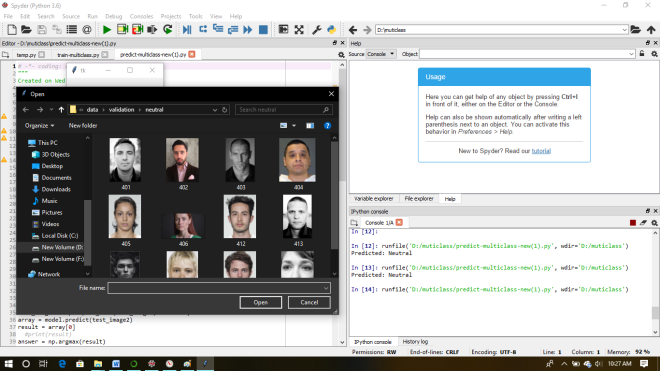 Spyder (Python 3.6)
File Edit Search Source Run Debug Consoles Projects Tools View Help
D:\muticlass
Editor - D:\muticlass\predict-multiclass-new(1).py
temp.py train-multiclass.py predict-multiclass-new(1).py
1 # -*- coding:
2 """
3 Created on Wed
Open
data › validation › neutral
Search neutral
Organize New folder
This PC
3D Objects
Desktop
Documents
Downloads
Music
Pictures
Videos
Local Disk (C:)
New Volume (D:
New Volume (F:)
Network
401 402 403 404
405 406 412 413
File name:
Open Cancel
array = model.predict(test_image2)
37 result = array[0]
38 #print(result)
39 answer = np.argmax(result)
Help
Source Console Object
Usage
Here you can get help of any object by pressing Ctrl+I
in front of it, either on the Editor or the Console.
Help can also be shown automatically after writing a left
parenthesis next to an object. You can activate this
behavior in Preferences > Help.
New to Spyder? Read our tutorial
Variable explorer File explorer Help
IPython console
Console 1/A
In [12]:
In [12]: runfile('D:/muticlass/predict-multiclass-new(1).py', wdir='D:/muticlass')
Predicted: Neutral
In [13]: runfile('D:/muticlass/predict-multiclass-new(1).py', wdir='D:/muticlass')
Predicted: Neutral
In [14]: runfile('D:/muticlass/predict-multiclass-new(1).py', wdir='D:/muticlass')
IPython console History log
Permissions: RW End-of-lines: CRLF Encoding: UTF-8 Line: 1 Column: 1 Memory: 92 %
10:27 AM